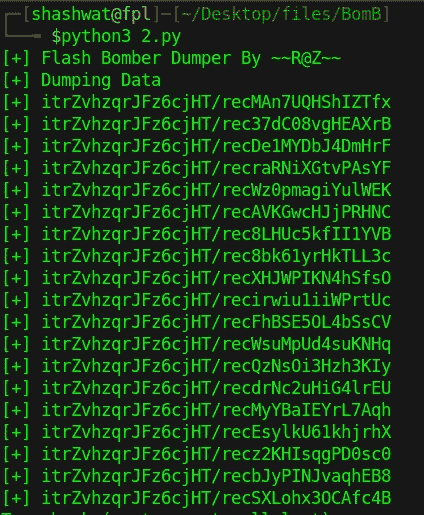 ┌─[shashwat@fpl]─[~/Desktop/files/BomB]
└──╼ $python3 2.py
[+] Flash Bomber Dumper By ~~R@Z~~
[+] Dumping Data
[+] itrZvhzqrJFz6cjHT/recMAn7UQHShIZTfx
[+] itrZvhzqrJFz6cjHT/rec37dC08vgHEAXrB
[+] itrZvhzqrJFz6cjHT/recDe1MYDbJ4DmHrF
[+] itrZvhzqrJFz6cjHT/recraRNiXGtvPAsYF
[+] itrZvhzqrJFz6cjHT/recWz0pmagiYulWEK
[+] itrZvhzqrJFz6cjHT/recAVKGwcHJjPRHNC
[+] itrZvhzqrJFz6cjHT/rec8LHUc5kfII1YVB
[+] itrZvhzqrJFz6cjHT/rec8bk61yrHkTLL3c
[+] itrZvhzqrJFz6cjHT/recXHJWPIKN4hSfsO
[+] itrZvhzqrJFz6cjHT/recirwiu1iiWPrtUc
[+] itrZvhzqrJFz6cjHT/recFhBSE5OL4bSsCV
[+] itrZvhzqrJFz6cjHT/recWsuMpUd4suKNHq
[+] itrZvhzqrJFz6cjHT/recQzNsOi3Hzh3KIy
[+] itrZvhzqrJFz6cjHT/recdrNc2uHiG4lrEU
[+] itrZvhzqrJFz6cjHT/recMyYBaIEYrL7Aqh
[+] itrZvhzqrJFz6cjHT/recEsylkU61khjrhX
[+] itrZvhzqrJFz6cjHT/recz2KHIsqgPD0sc0
[+] itrZvhzqrJFz6cjHT/recbJyPINJvaqhEB8
[+] itrZvhzqrJFz6cjHT/recSXLohx3OCAfc4B